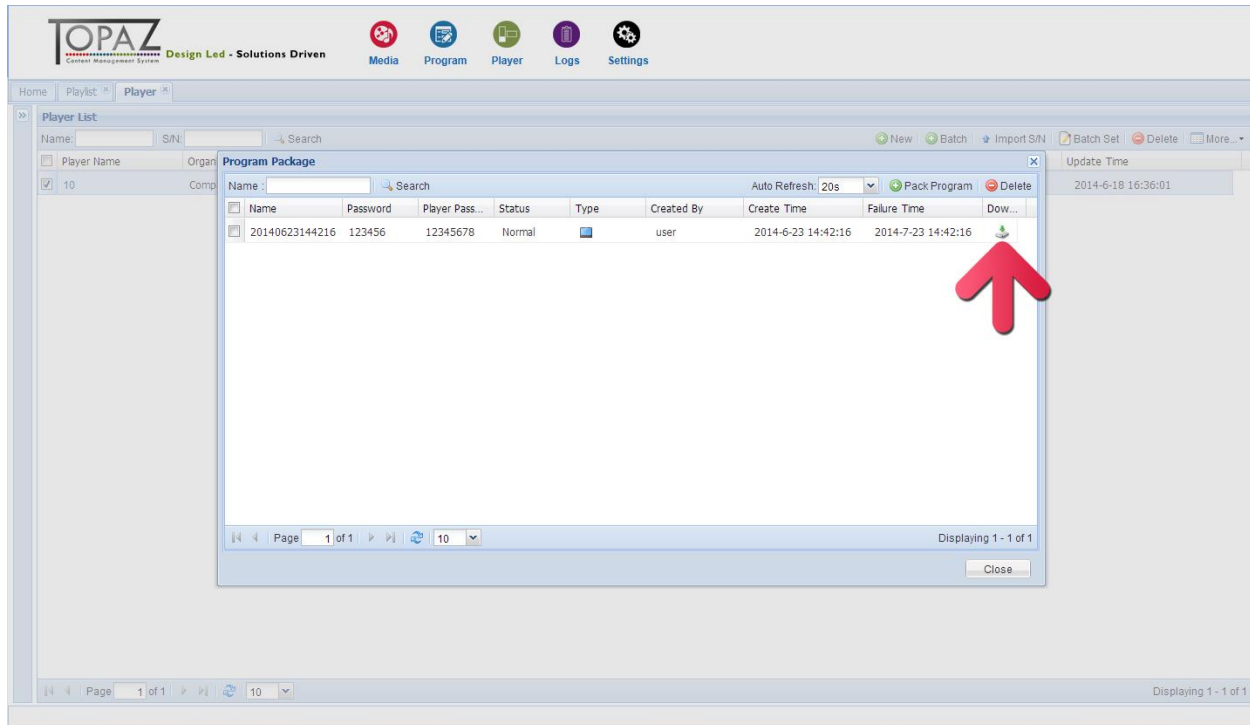 TOPAZ
Content Management System
Design Led - Solutions Driven
Media Program Player Logs Settings
Home Playlist Player
Player List
Name: S/N: Search New Batch Import S/N Batch Set Delete More...
Player Name Organ Update Time
10 Comp 2014-6-18 16:36:01
Program Package
Name : Search Auto Refresh: 20s Pack Program Delete
Name Password Player Pass... Status Type Created By Create Time Failure Time Dow...
20140623144216 123456 12345678 Normal user 2014-6-23 14:42:16 2014-7-23 14:42:16
Page 1 of 1 10 Displaying 1 - 1 of 1
Close
Page 1 of 1 10 Displaying 1 - 1 of 1